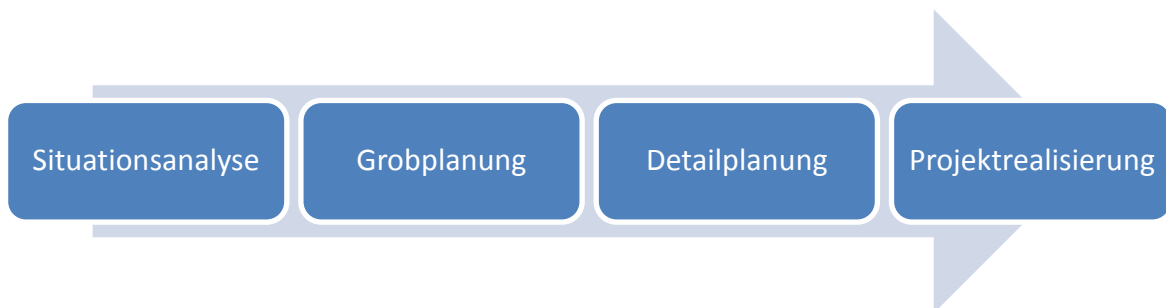 Situationsanalyse
Grobplanung
Detailplanung
Projektrealisierung